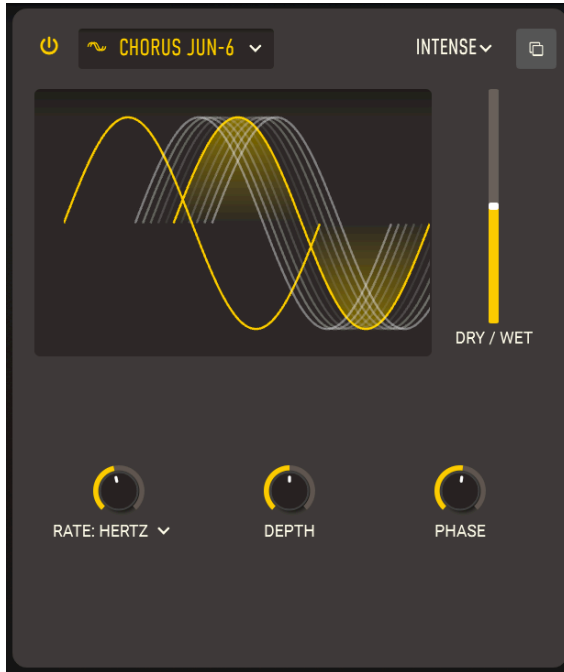 CHORUS JUN-6
INTENSE
DRY / WET
RATE: HERTZ
DEPTH
PHASE